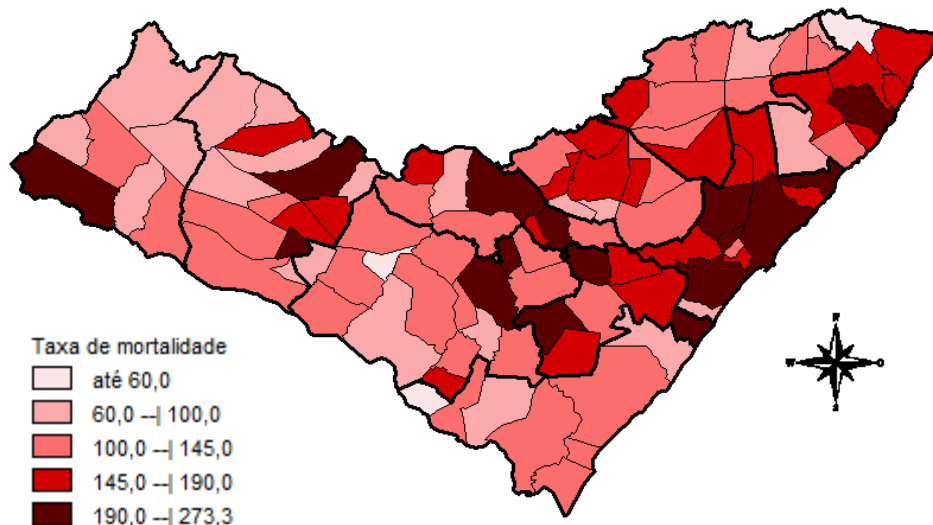 Taxa de mortalidade
até 60,0
60,0 --| 100,0
100,0 --| 145,0
145,0 --| 190,0
190,0 --| 273,3
W